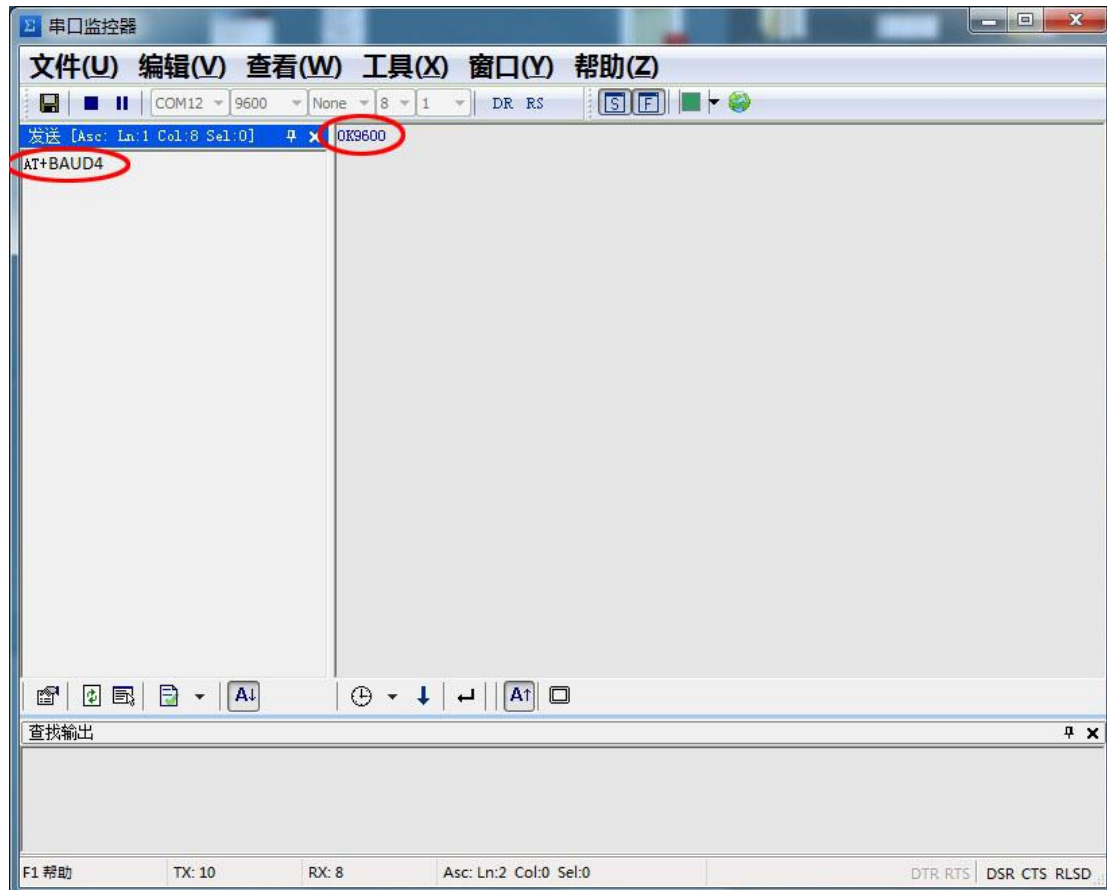 串口监控器
文件(U) 编辑(V) 查看(W) 工具(X) 窗口(Y) 帮助(Z)
COM12 9600 None 8 1 DR RS S F
发送 [Asc: Ln:1 Col:8 Sel:0]
OK9600
AT+BAUD4
A
A
查找输出
F1 帮助 TX: 10 RX: 8 Asc: Ln:2 Col:0 Sel:0 DTR RTS DSR CTS RLSD